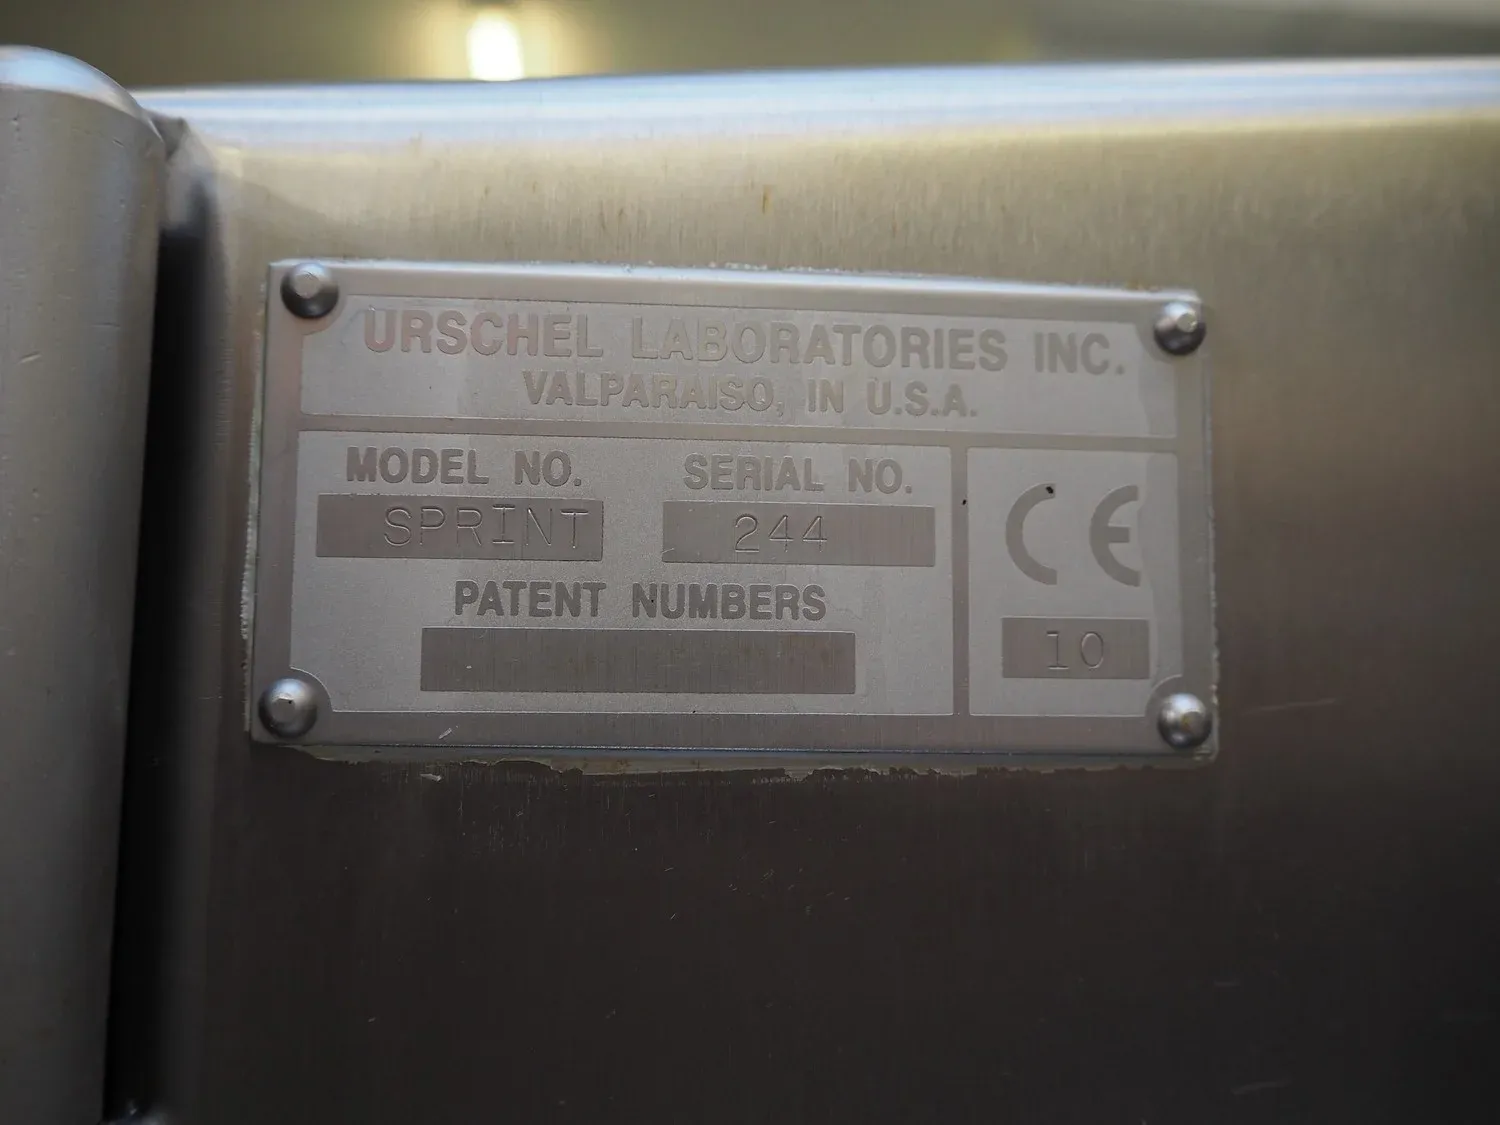 URSCHEL LABORATORIES INC.
VALPARAISO, IN U.S.A.
MODEL NO. SERIAL NO.
SPRINT 244
PATENT NUMBERS
CE
10